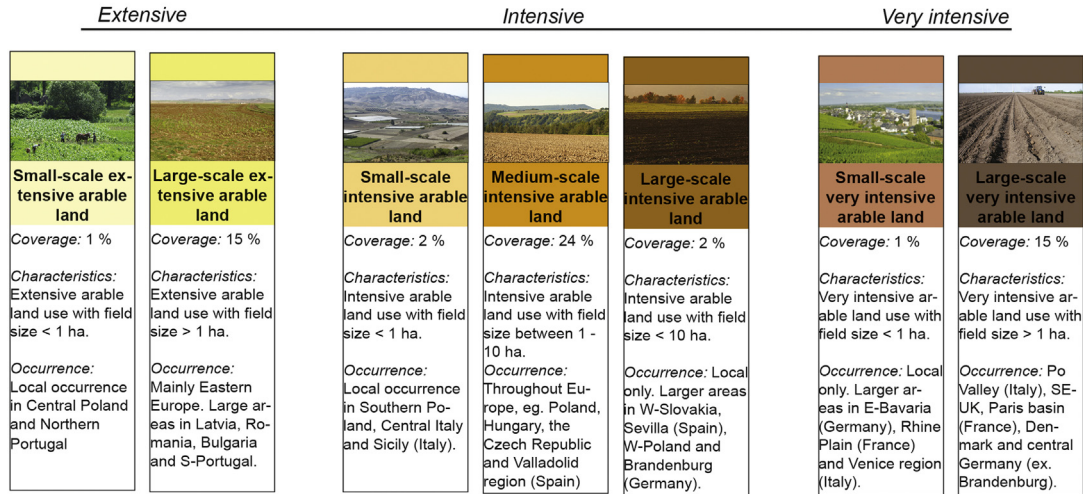 Extensive
Intensive
Very intensive
Small-scale ex-
tensive arable
land
Coverage: 1 %
Characteristics:
Extensive arable
land use with field
size < 1 ha.
Occurrence:
Local occurrence
in Central Poland
and Northern
Portugal
Large-scale ex-
tensive arable
land
Coverage: 15 %
Characteristics:
Extensive arable
land use with field
size > 1 ha.
Occurrence:
Mainly Eastern
Europe. Large ar-
eas in Latvia, Ro-
mania, Bulgaria
and S-Portugal.
Small-scale
intensive arable
land
Coverage: 2 %
Characteristics:
Intensive arable
land use with field
size < 1 ha.
Occurrence:
Local occurrence
in Southern Po-
land, Central Italy
and Sicily (Italy).
Medium-scale
intensive arable
land
Coverage: 24 %
Characteristics:
Intensive arable
land use with field
size between 1 -
10 ha.
Occurrence:
Throughout Eu-
rope, eg. Poland,
Hungary, the
Czech Republic
and Valladolid
region (Spain)
Large-scale
intensive arable
land
Coverage: 2 %
Characteristics:
Intensive arable
land use with field
size < 10 ha.
Occurrence: Local
only. Larger areas
in W-Slovakia,
Sevilla (Spain),
W-Poland and
Brandenburg
(Germany).
Small-scale
very intensive
arable land
Coverage: 1 %
Characteristics:
Very intensive ar-
able land use with
field size < 1 ha.
Occurrence: Local
only. Larger ar-
eas in E-Bavaria
(Germany), Rhine
Plain (France)
and Venice region
(Italy).
Large-scale
very intensive
arable land
Coverage: 15 %
Characteristics:
Very intensive ar-
able land use with
field size > 1 ha.
Occurrence: Po
Valley (Italy), SE-
UK, Paris basin
(France), Den-
mark and central
Germany (ex.
Brandenburg).